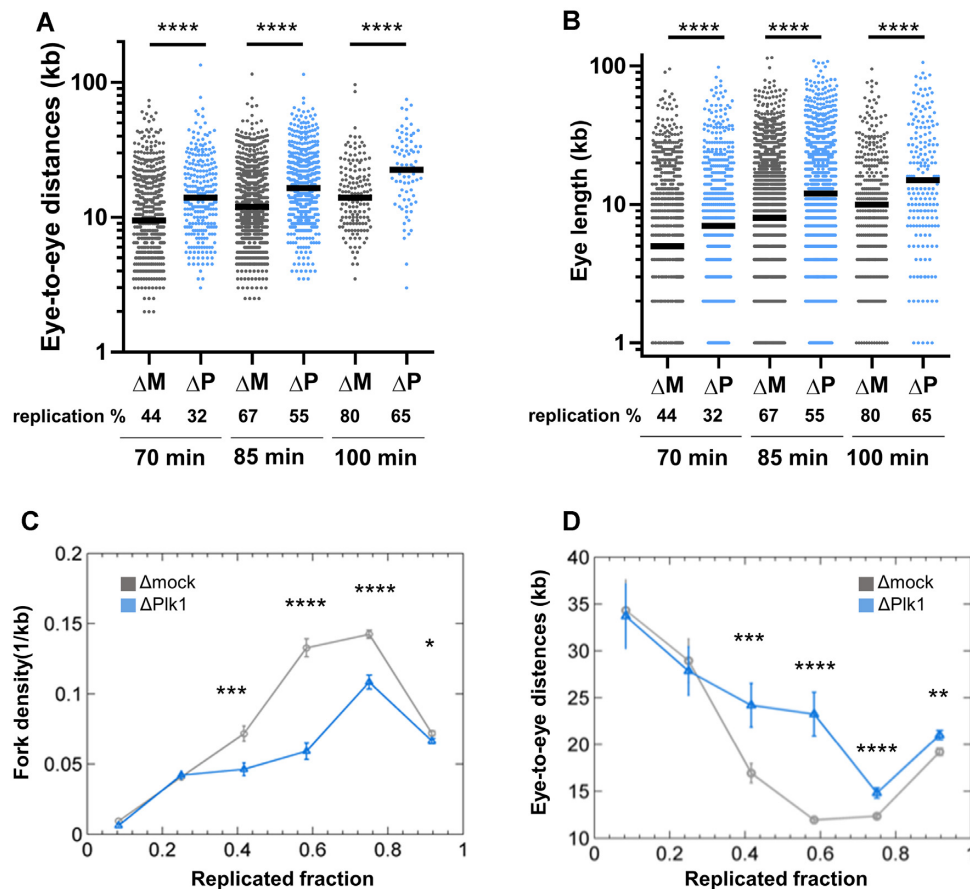 A
**** **** ****
Eye-to-eye distances (kb)
100
10
1
ΔM ΔP ΔM ΔP ΔM ΔP
replication % 44 32 67 55 80 65
70 min 85 min 100 min
B
**** **** ****
Eye length (kb)
100
10
1
ΔM ΔP ΔM ΔP ΔM ΔP
replication % 44 32 67 55 80 65
70 min 85 min 100 min
C
Fork density(1/kb)
0.2
0.15
0.1
0.05
0
Δmock
ΔPlk1
*** **** **** *
0 0.2 0.4 0.6 0.8 1
Replicated fraction
D
Eye-to-eye distences (kb)
40
35
30
25
20
15
10
Δmock
ΔPlk1
*** **** **** **
0 0.2 0.4 0.6 0.8 1
Replicated fraction